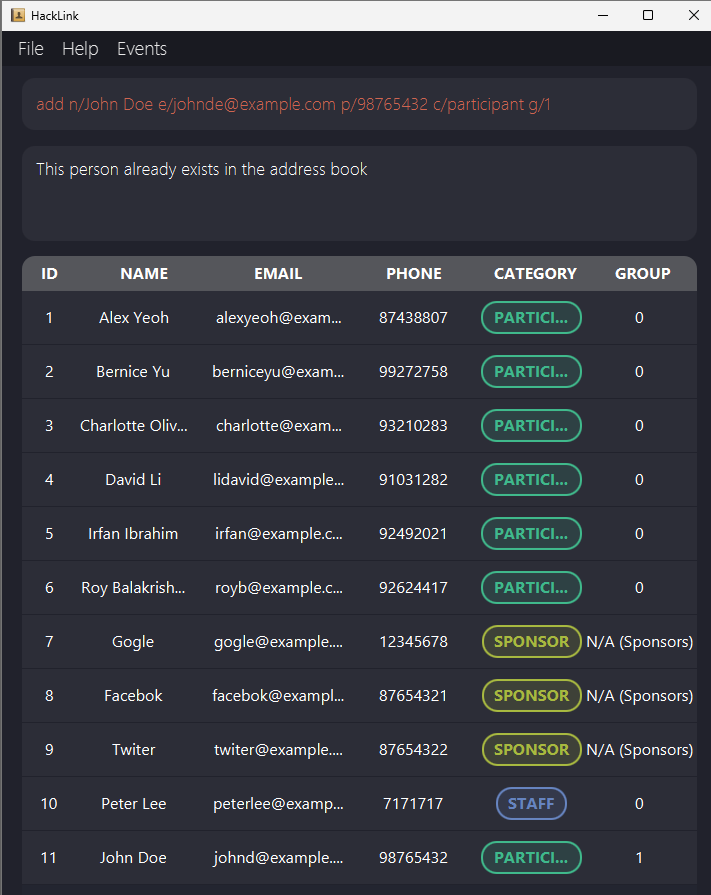 HackLink
File Help Events
add n/John Doe e/johnde@example.com p/98765432 c/participant g/1
This person already exists in the address book
ID NAME EMAIL PHONE CATEGORY GROUP
1 Alex Yeoh alexyeoh@exam... 87438807 PARTICI... 0
2 Bernice Yu berniceyu@exam... 99272758 PARTICI... 0
3 Charlotte Oliv... charlotte@exam... 93210283 PARTICI... 0
4 David Li lidavid@example... 91031282 PARTICI... 0
5 Irfan Ibrahim irfan@example.c... 92492021 PARTICI... 0
6 Roy Balakrish... royb@example.c... 92624417 PARTICI... 0
7 Gogle gogle@example.... 12345678 SPONSOR N/A (Sponsors)
8 Facebok facebok@exampl... 87654321 SPONSOR N/A (Sponsors)
9 Twiter twiter@example.... 87654322 SPONSOR N/A (Sponsors)
10 Peter Lee peterlee@examp... 7171717 STAFF 0
11 John Doe johnd@example.... 98765432 PARTICI... 1